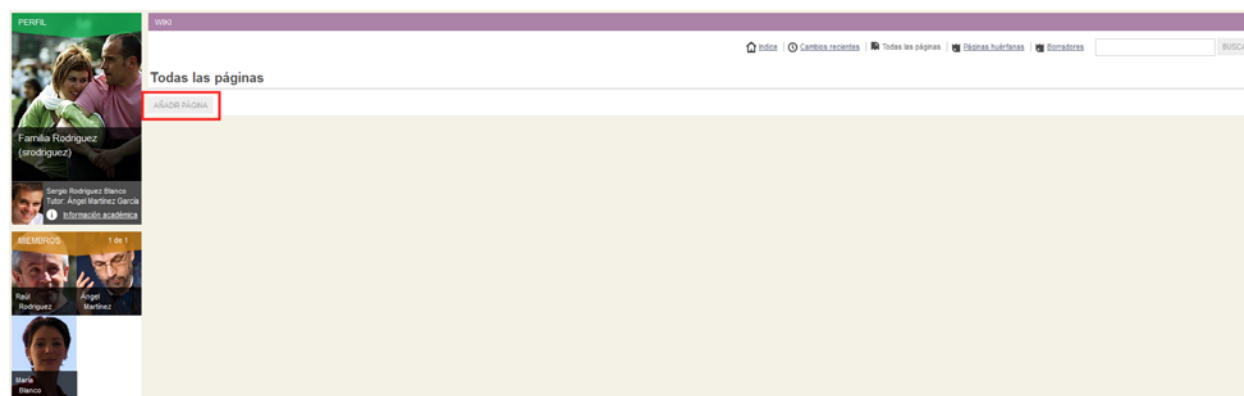 PERFIL
WIKI
Índice | Cambios recientes | Todas las páginas | Páginas huérfanas | Borradores
BUSCA
Todas las páginas
AÑADIR PÁGINA
Familia Rodriguez
(srodriguez)
Sergio Rodriguez Blanco
Tutor: Ángel Martínez García
Información académica
MIEMBROS 1 de 1
Raúl
Rodriguez
Ángel
Martínez
María
Blanco